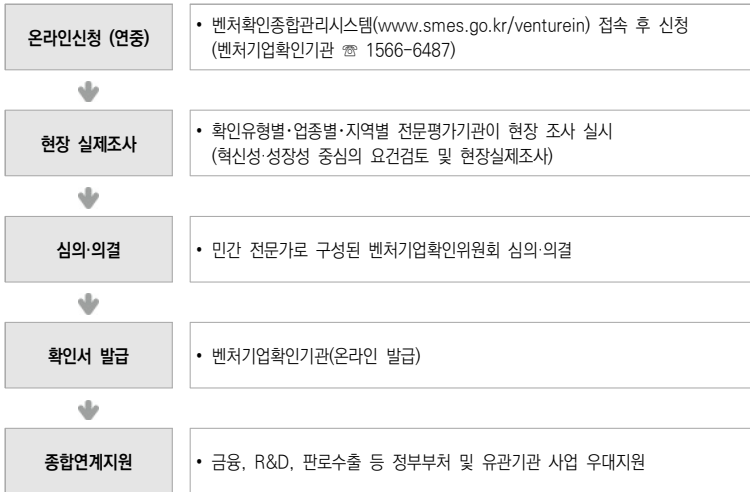 온라인신청 (연중)
• 벤처확인종합관리시스템(www.smes.go.kr/venturein) 접속 후 신청
(벤처기업확인기관 ☏ 1566-6487)
현장 실제조사
• 확인유형별·업종별·지역별 전문평가기관이 현장 조사 실시
(혁신성·성장성 중심의 요건검토 및 현장실제조사)
심의·의결
• 민간 전문가로 구성된 벤처기업확인위원회 심의·의결
확인서 발급
• 벤처기업확인기관(온라인 발급)
종합연계지원
• 금융, R&D, 판로수출 등 정부부처 및 유관기관 사업 우대지원